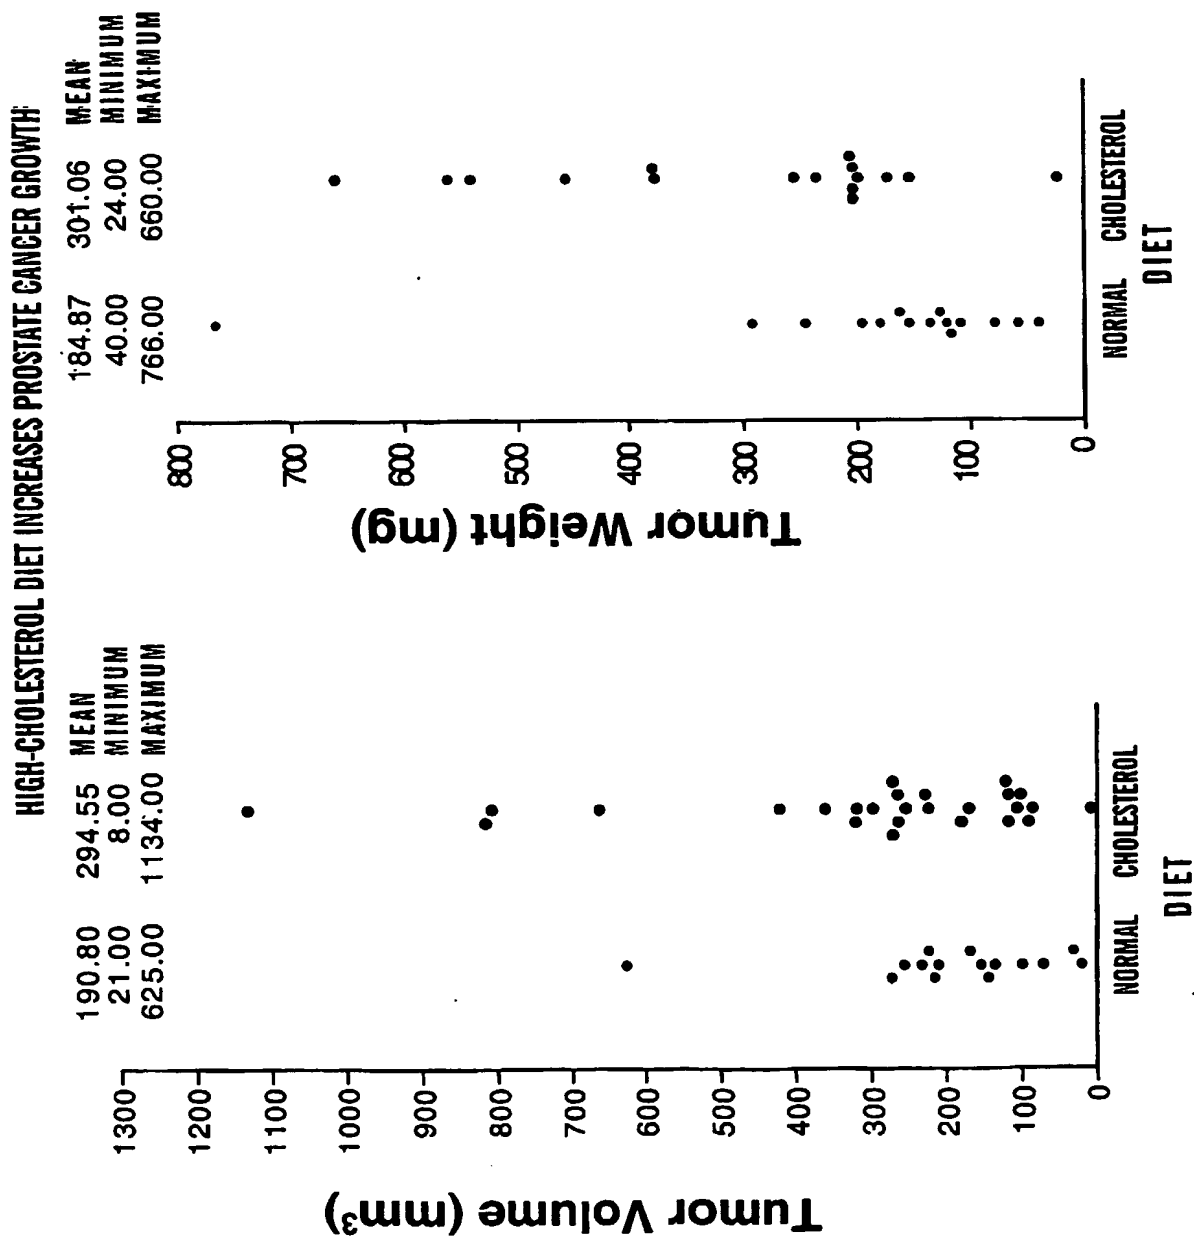 HIGH-CHOLESTEROL DIET INCREASES PROSTATE CANCER GROWTH
190.80 294.55 MEAN
21.00 8.00 MINIMUM
625.00 1134.00 MAXIMUM
1300
1200
1100
1000
900
800
700
600
500
400
300
200
100
0
Tumor Volume (mm³)
NORMAL CHOLESTEROL
DIET
184.87 301.06 MEAN
40.00 24.00 MINIMUM
766.00 660.00 MAXIMUM
800
700
600
500
400
300
200
100
0
Tumor Weight (mg)
NORMAL CHOLESTEROL
DIET